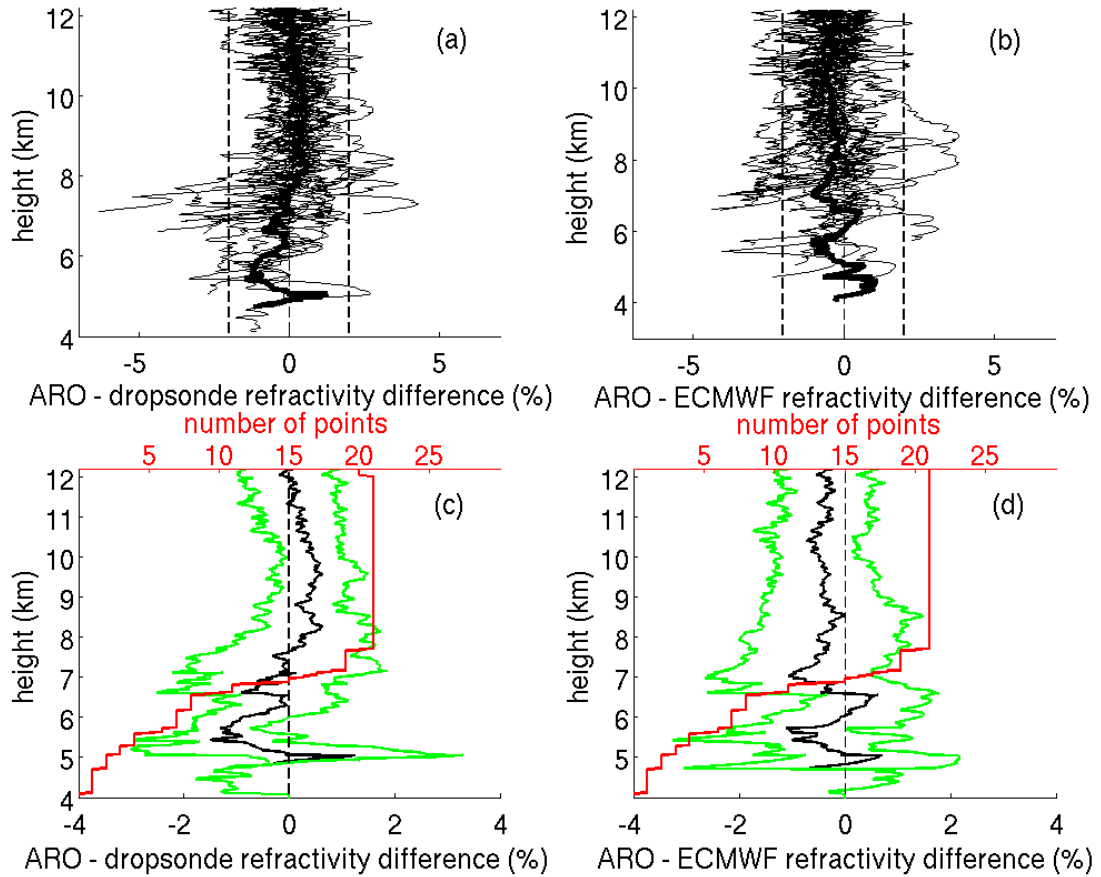 12
10
8
6
4
height (km)
(a)
-5
0
5
ARO - dropsonde refractivity difference (%)
12
10
8
6
4
height (km)
(b)
-5
0
5
ARO - ECMWF refractivity difference (%)
number of points
5 10 15 20 25
12
11
10
9
8
7
6
5
4
height (km)
(c)
-4 -2 0 2 4
ARO - dropsonde refractivity difference (%)
number of points
5 10 15 20 25
12
11
10
9
8
7
6
5
4
height (km)
(d)
-4 -2 0 2 4
ARO - ECMWF refractivity difference (%)